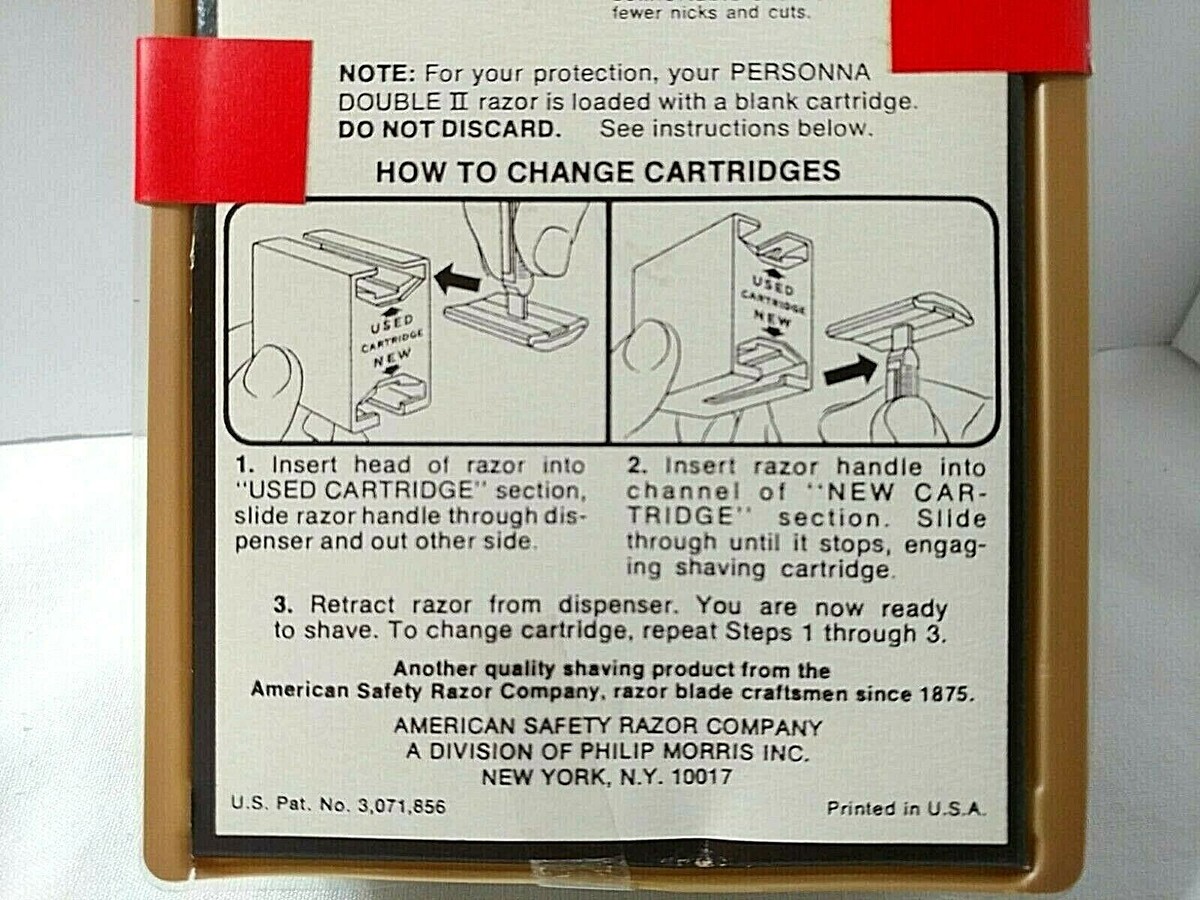 fewer nicks and cuts.
NOTE: For your protection, your PERSONNA
DOUBLE II razor is loaded with a blank cartridge.
DO NOT DISCARD. See instructions below.
HOW TO CHANGE CARTRIDGES
USED
CARTRIDGE
NEW
USED
CARTRIDGE
NEW
1. Insert head of razor into
"USED CARTRIDGE" section,
slide razor handle through dis-
penser and out other side.
2. Insert razor handle into
channel of "NEW CAR-
TRIDGE" section. Slide
through until it stops, engag-
ing shaving cartridge.
3. Retract razor from dispenser. You are now ready
to shave. To change cartridge, repeat Steps 1 through 3.
Another quality shaving product from the
American Safety Razor Company, razor blade craftsmen since 1875.
AMERICAN SAFETY RAZOR COMPANY
A DIVISION OF PHILIP MORRIS INC.
NEW YORK, N.Y. 10017
U.S. Pat. No. 3,071,856
Printed in U.S.A.